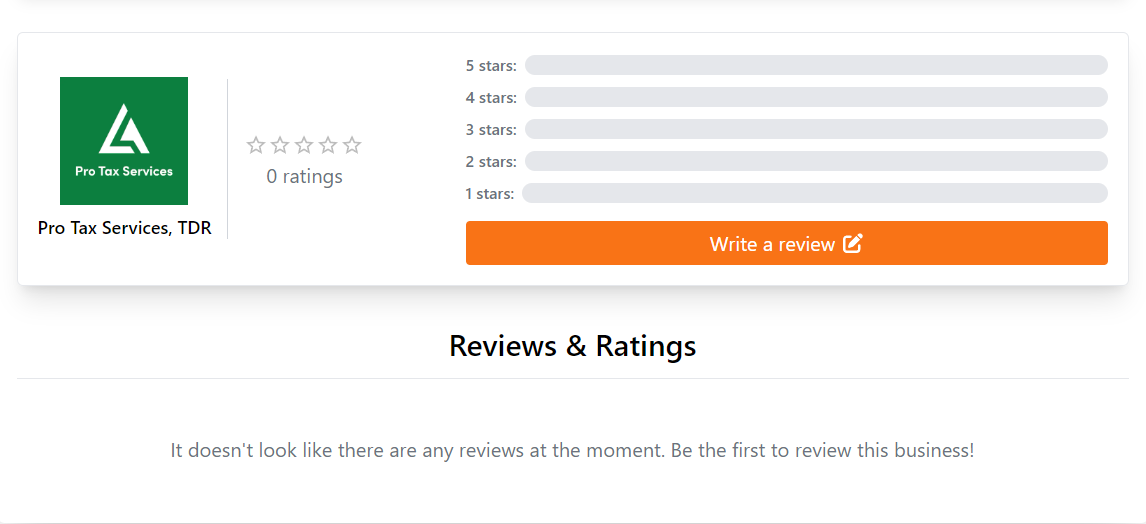 Pro Tax Services
Pro Tax Services, TDR
0 ratings
5 stars:
4 stars:
3 stars:
2 stars:
1 stars:
Write a review
Reviews & Ratings
It doesn't look like there are any reviews at the moment. Be the first to review this business!